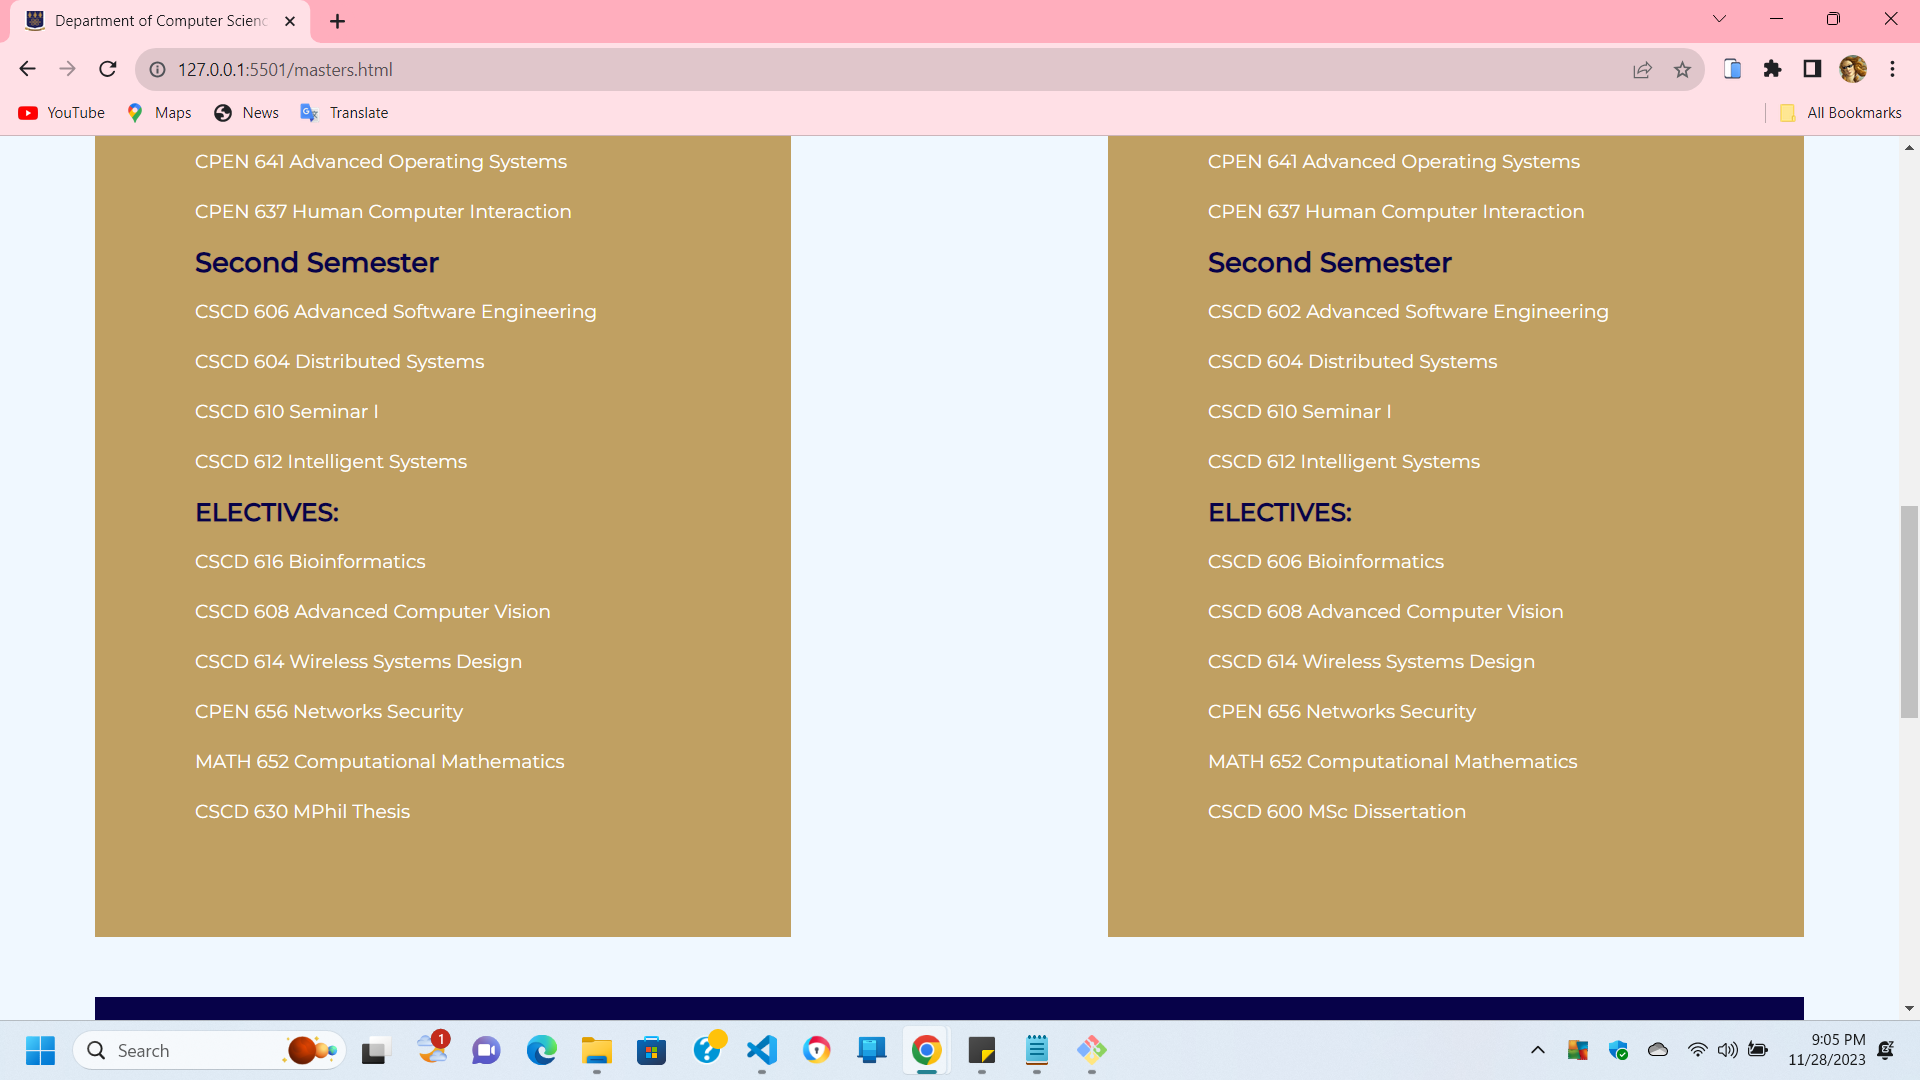 Department of Computer Scienc
127.0.0.1:5501/masters.html
YouTube
Maps
News
Translate
All Bookmarks
CPEN 641 Advanced Operating Systems
CPEN 637 Human Computer Interaction
Second Semester
CSCD 606 Advanced Software Engineering
CSCD 604 Distributed Systems
CSCD 610 Seminar I
CSCD 612 Intelligent Systems
ELECTIVES:
CSCD 616 Bioinformatics
CSCD 608 Advanced Computer Vision
CSCD 614 Wireless Systems Design
CPEN 656 Networks Security
MATH 652 Computational Mathematics
CSCD 630 MPhil Thesis
CPEN 641 Advanced Operating Systems
CPEN 637 Human Computer Interaction
Second Semester
CSCD 602 Advanced Software Engineering
CSCD 604 Distributed Systems
CSCD 610 Seminar I
CSCD 612 Intelligent Systems
ELECTIVES:
CSCD 606 Bioinformatics
CSCD 608 Advanced Computer Vision
CSCD 614 Wireless Systems Design
CPEN 656 Networks Security
MATH 652 Computational Mathematics
CSCD 600 MSc Dissertation
Search
1
9:05 PM
11/28/2023